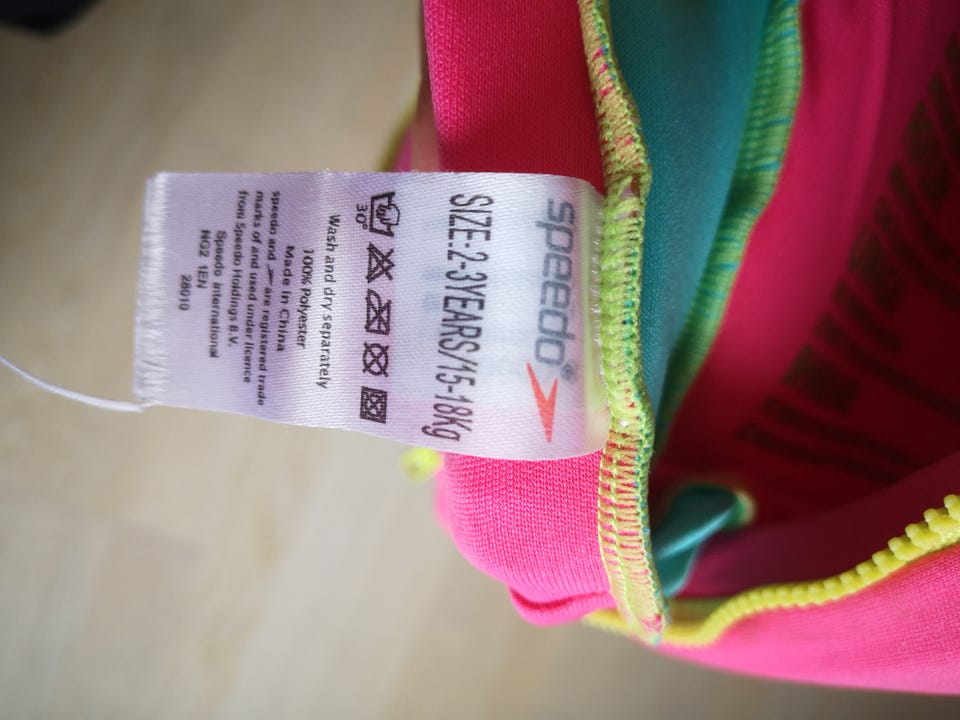 speedo®
SIZE:2-3YEARS/15-18Kg
30°
Wash and dry separately
100% Polyester
Made in China
speedo and are registered trade
marks of and used under licence
from Speedo Holdings B.V.
Speedo International
NG2 1EN
28010